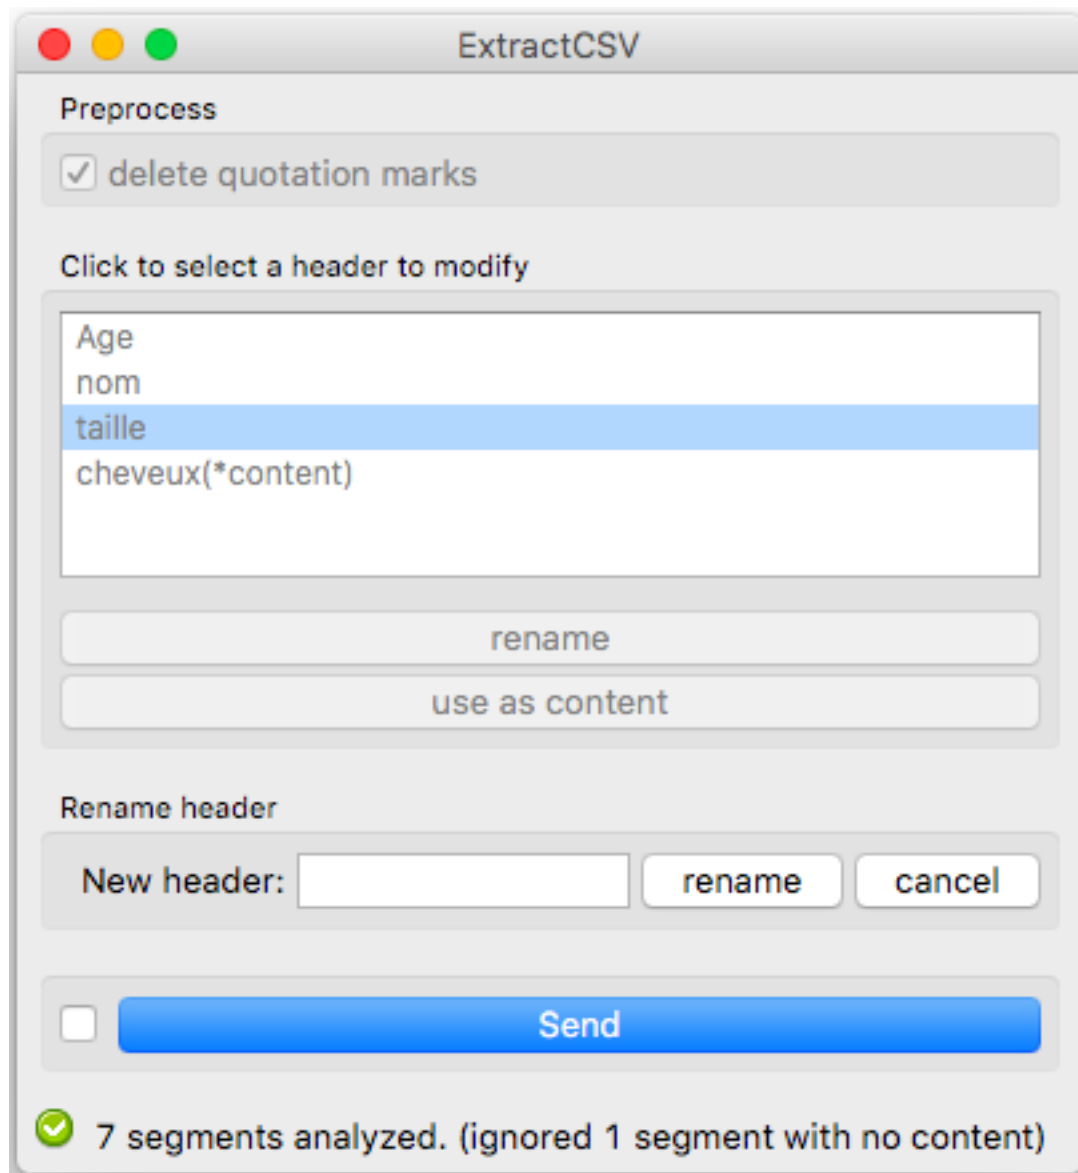 ExtractCSV
Preprocess
delete quotation marks
Click to select a header to modify
Age
nom
taille
cheveux(*content)
rename
use as content
Rename header
New header: rename cancel
Send
7 segments analyzed. (ignored 1 segment with no content)